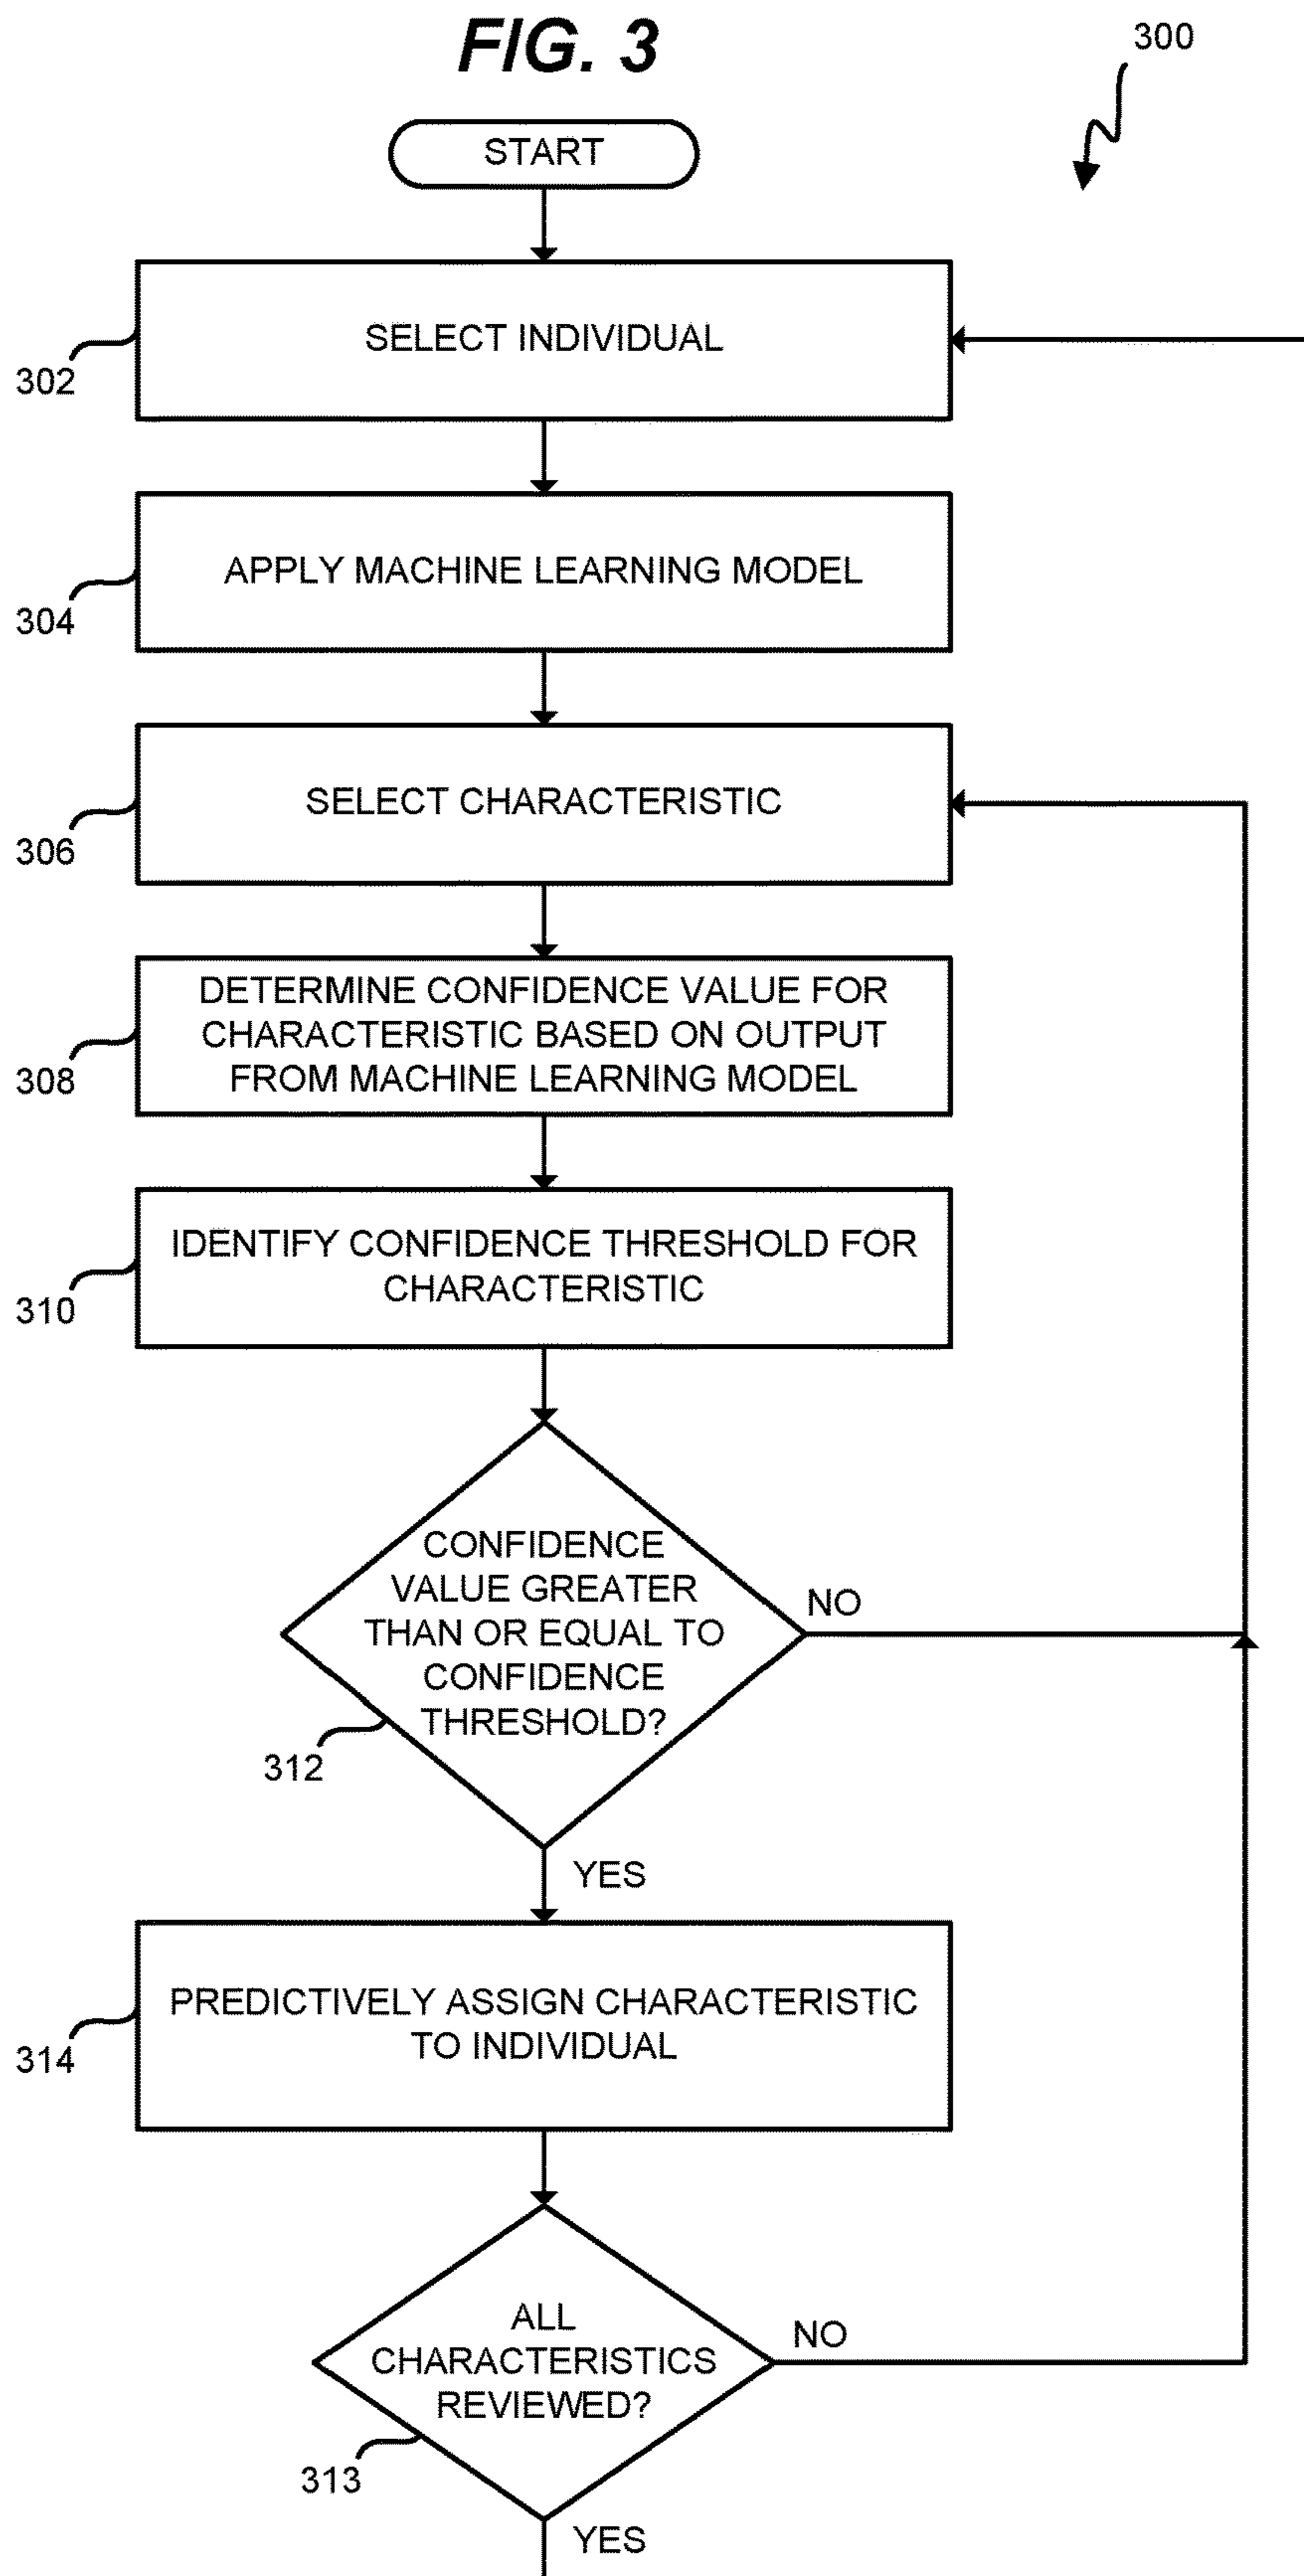 FIG. 3
300
START
SELECT INDIVIDUAL
302
APPLY MACHINE LEARNING MODEL
304
SELECT CHARACTERISTIC
306
DETERMINE CONFIDENCE VALUE FOR
CHARACTERISTIC BASED ON OUTPUT
FROM MACHINE LEARNING MODEL
308
IDENTIFY CONFIDENCE THRESHOLD FOR
CHARACTERISTIC
310
CONFIDENCE
VALUE GREATER
THAN OR EQUAL TO
CONFIDENCE
THRESHOLD?
NO
312
YES
PREDICTIVELY ASSIGN CHARACTERISTIC
TO INDIVIDUAL
314
ALL
CHARACTERISTICS
REVIEWED?
NO
313
YES